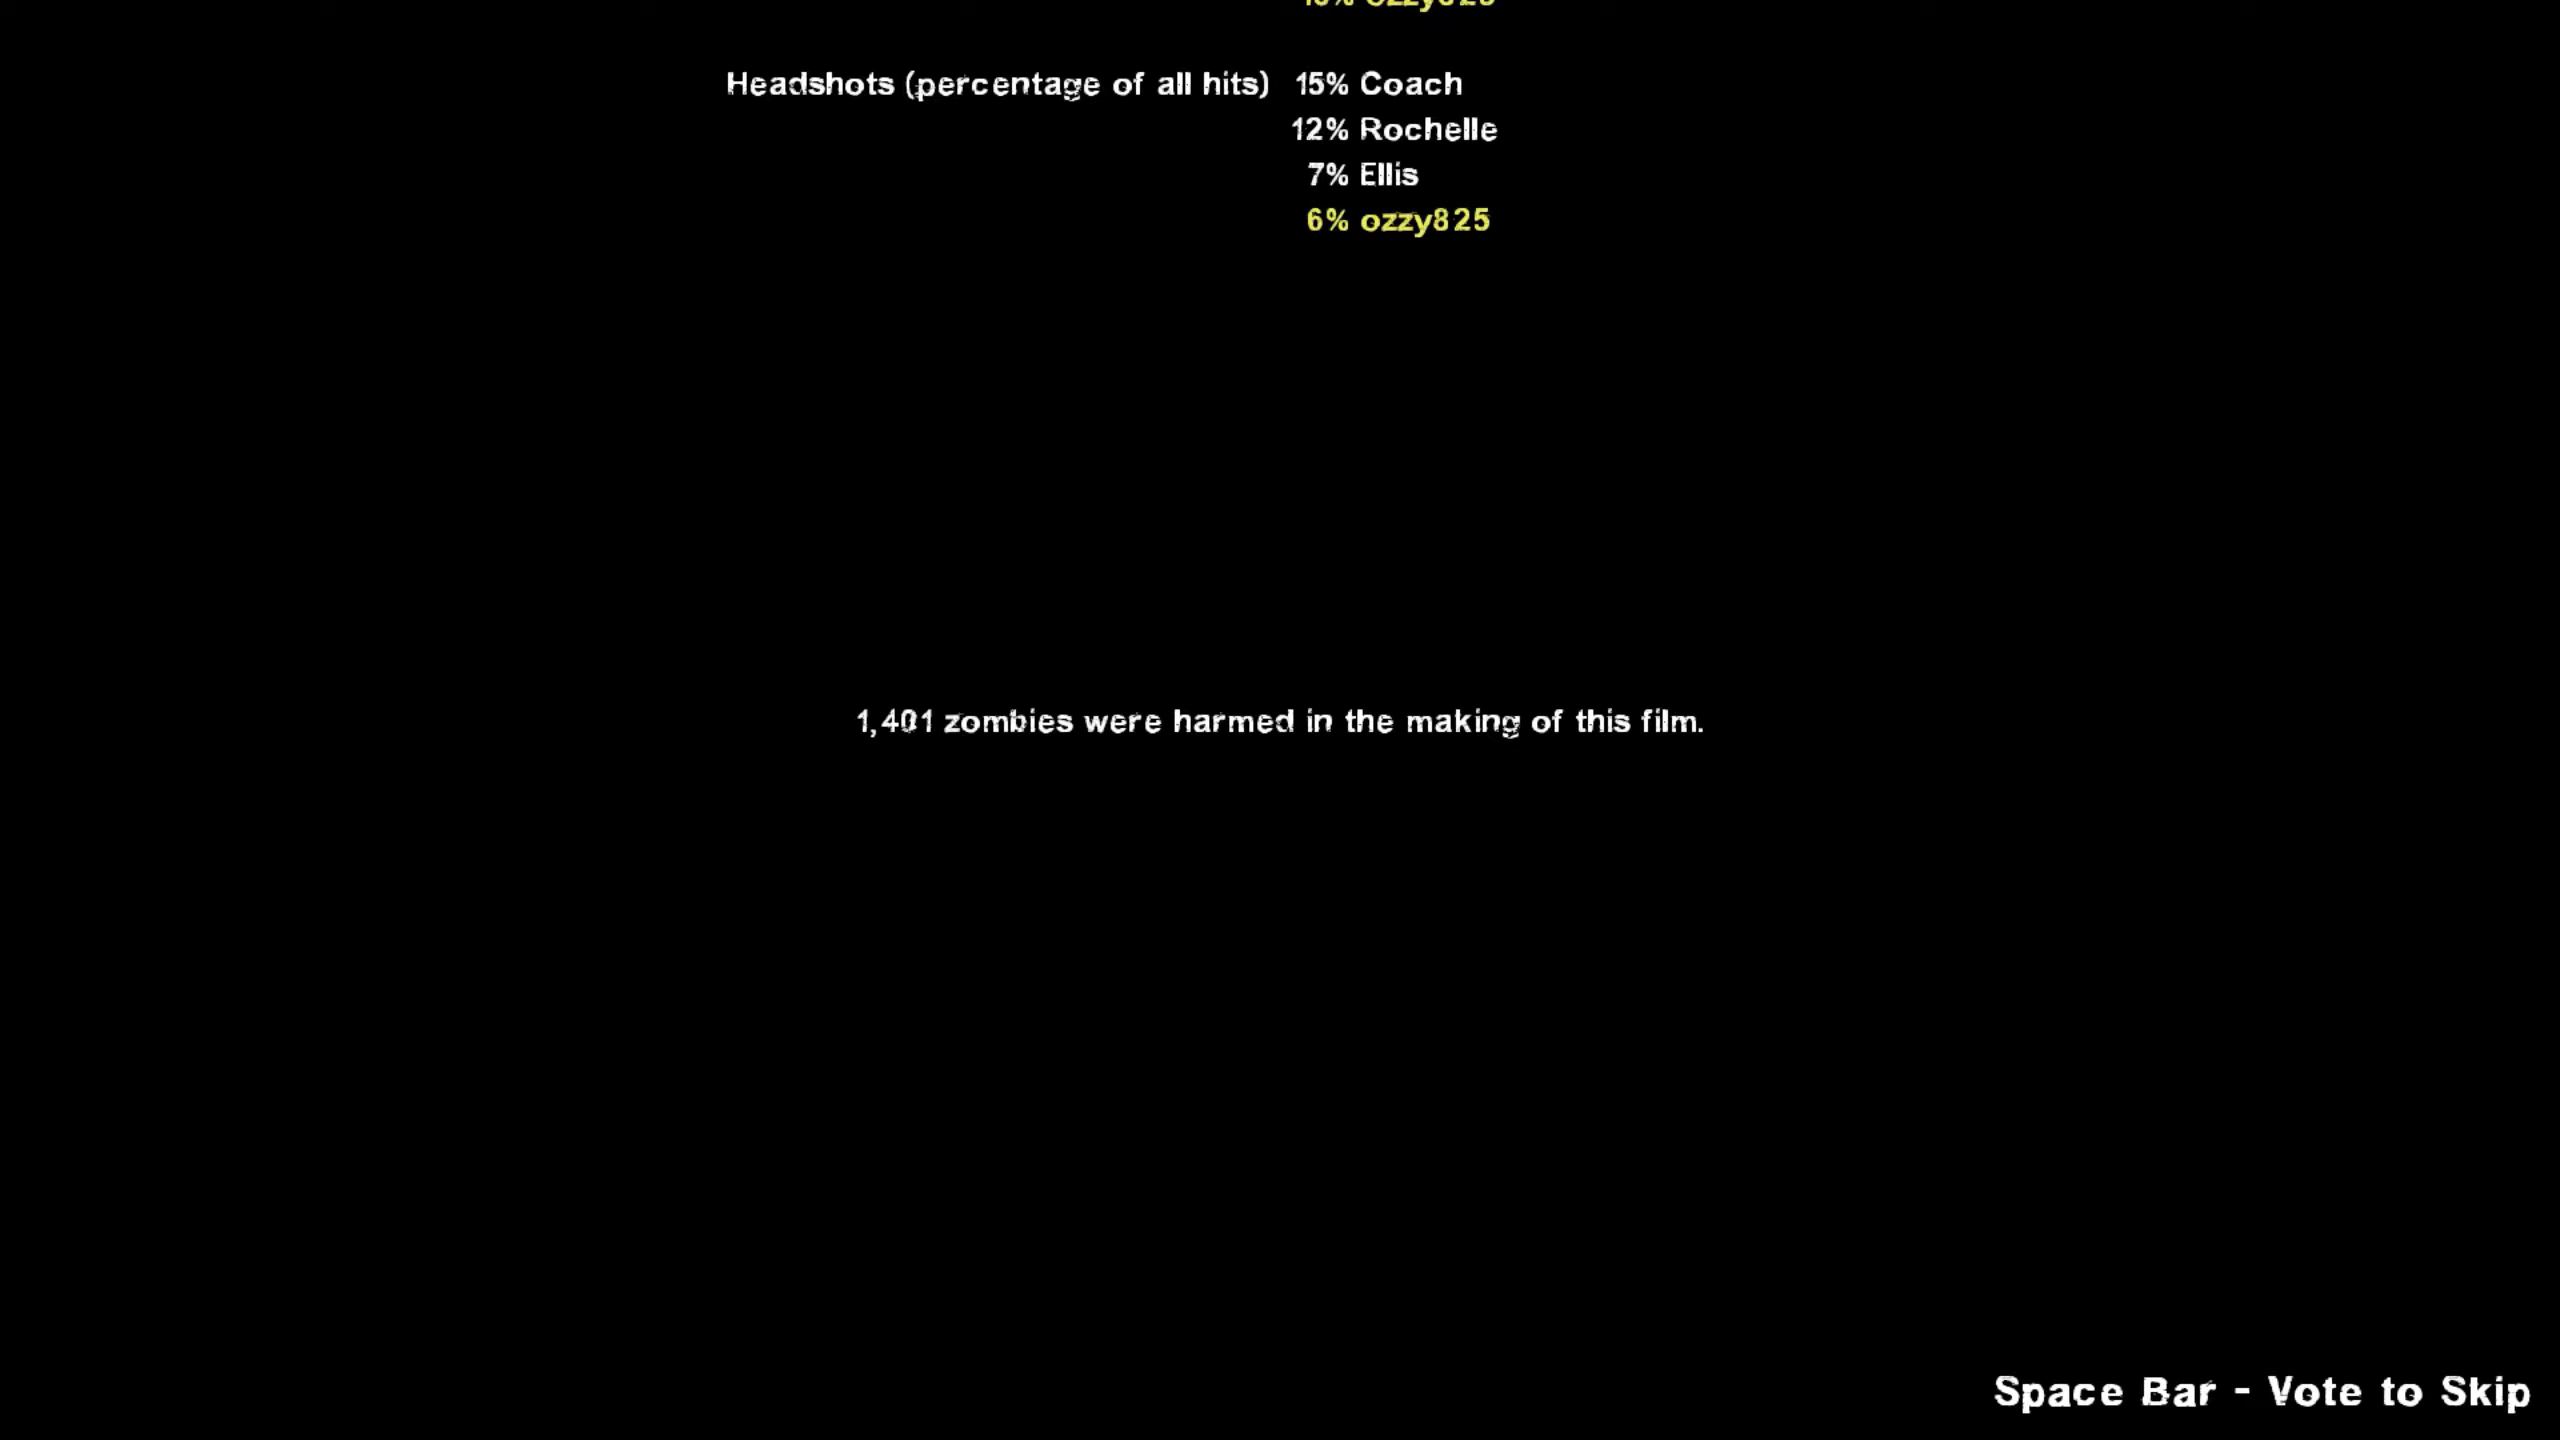 Headshots (percentage of all hits) 15% Coach
12% Rochelle
7% Ellis
6% ozzy825
1,401 zombies were harmed in the making of this film.
Space Bar - Vote to Skip